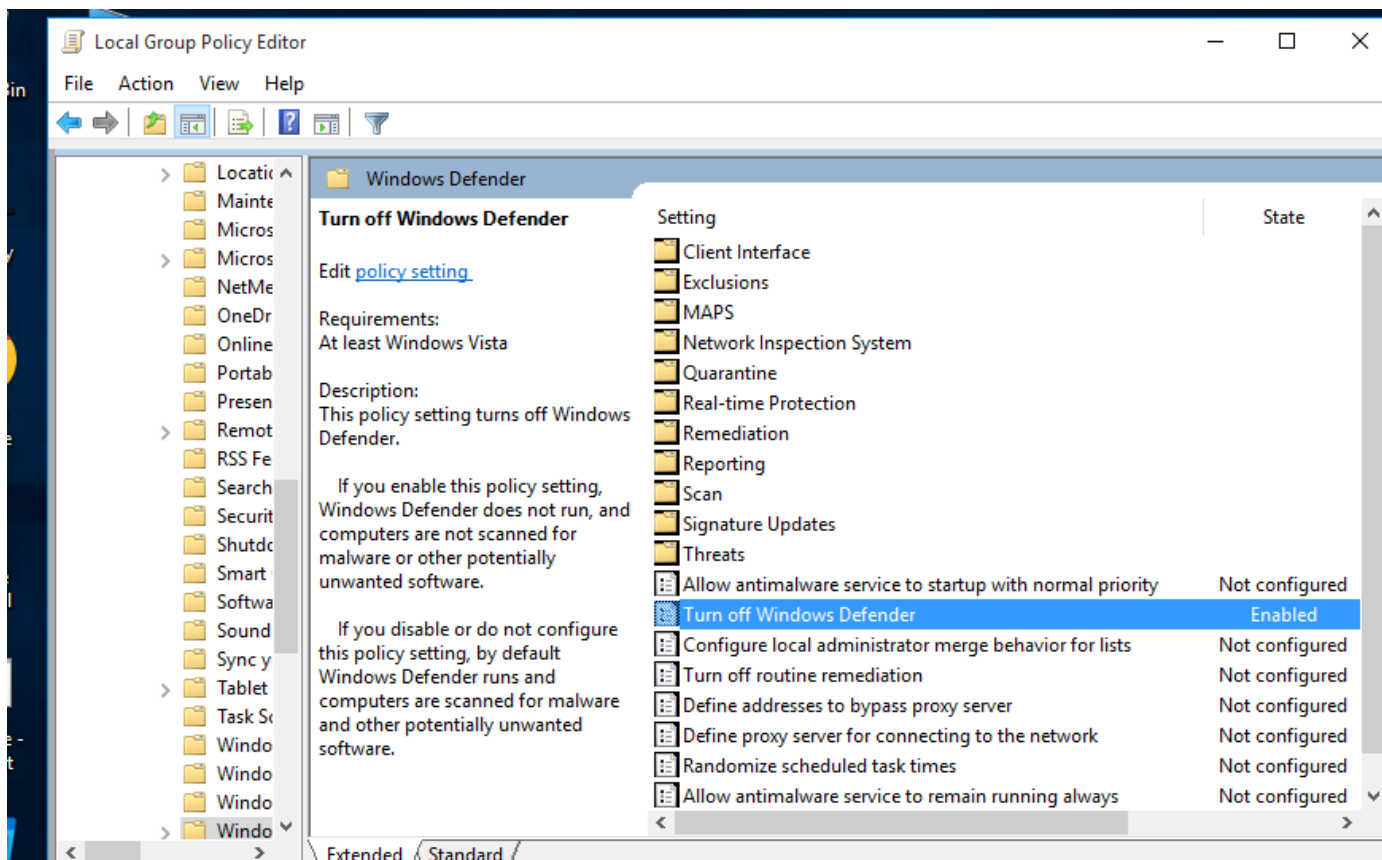 Local Group Policy Editor
File Action View Help
Locatic
Mainte
Micros
Micros
NetMe
OneDr
Online
Portab
Presen
Remot
RSS Fe
Search
Securit
Shutdc
Smart
Softwa
Sound
Sync y
Tablet
Task Sc
Windo
Windo
Windo
Windo
Windows Defender
Turn off Windows Defender
Edit policy setting
Requirements:
At least Windows Vista
Description:
This policy setting turns off Windows
Defender.
If you enable this policy setting,
Windows Defender does not run, and
computers are not scanned for
malware or other potentially
unwanted software.
If you disable or do not configure
this policy setting, by default
Windows Defender runs and
computers are scanned for malware
and other potentially unwanted
software.
Setting State
Client Interface
Exclusions
MAPS
Network Inspection System
Quarantine
Real-time Protection
Remediation
Reporting
Scan
Signature Updates
Threats
Allow antimalware service to startup with normal priority Not configured
Turn off Windows Defender Enabled
Configure local administrator merge behavior for lists Not configured
Turn off routine remediation Not configured
Define addresses to bypass proxy server Not configured
Define proxy server for connecting to the network Not configured
Randomize scheduled task times Not configured
Allow antimalware service to remain running always Not configured
Extended Standard